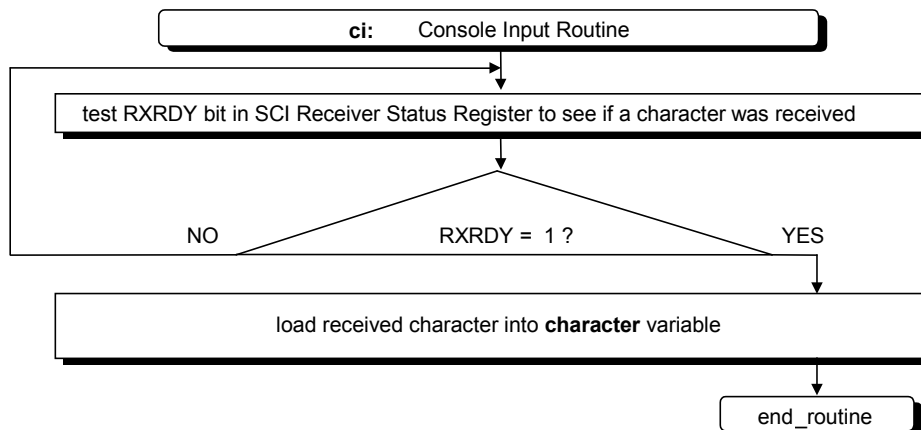 ci: Console Input Routine
test RXRDY bit in SCI Receiver Status Register to see if a character was received
NO
RXRDY = 1 ?
YES
load received character into character variable
end_routine